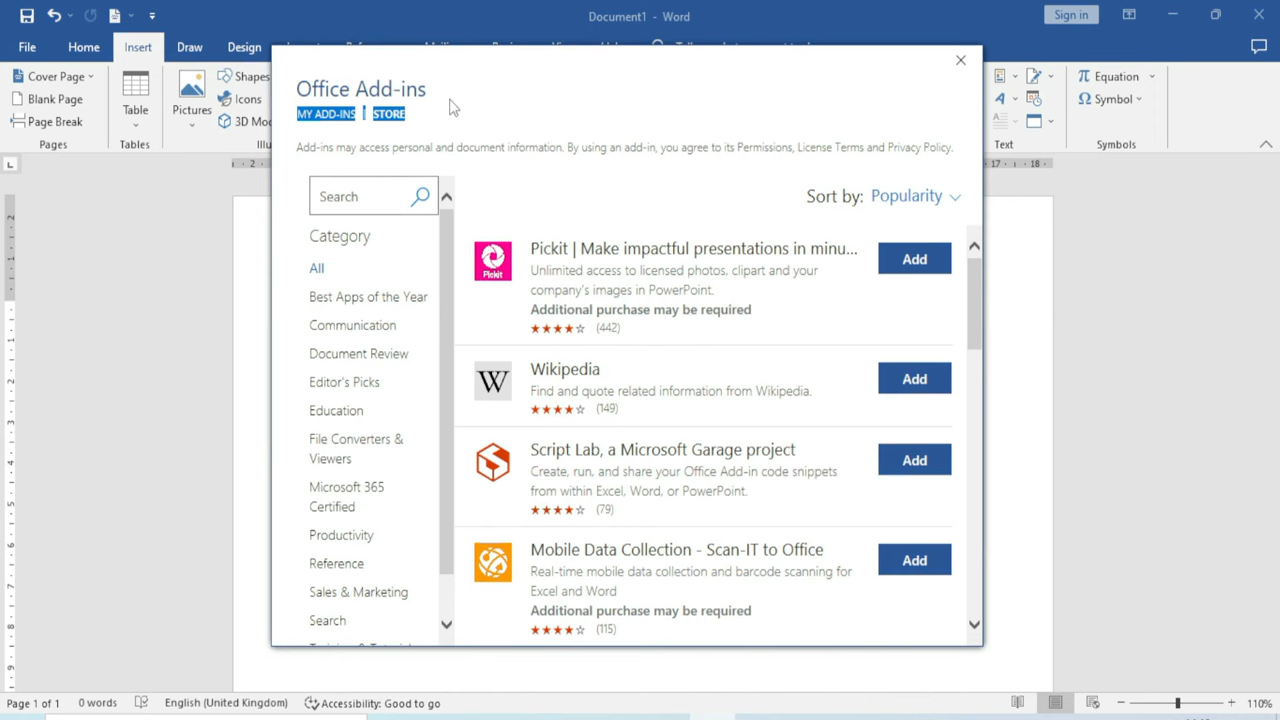 Document1 - Word
Sign in
File Home Insert Draw Design
Cover Page
Blank Page
Page Break
Pages
Table
Tables
Pictures
Shapes
Icons
3D Mo
Equation
Symbol
Text
Symbols
Office Add-ins
MY ADD-INS | STORE
Add-ins may access personal and document information. By using an add-in, you agree to its Permissions, License Terms and Privacy Policy.
Search
Sort by: Popularity
Category
All
Best Apps of the Year
Communication
Document Review
Editor's Picks
Education
File Converters &
Viewers
Microsoft 365
Certified
Productivity
Reference
Sales & Marketing
Search
Pickit
Pickit | Make impactful presentations in minu...
Unlimited access to licensed photos, clipart and your
company's images in PowerPoint.
Additional purchase may be required
(442)
Add
W
Wikipedia
Find and quote related information from Wikipedia.
(149)
Add
Script Lab, a Microsoft Garage project
Create, run, and share your Office Add-in code snippets
from within Excel, Word, or PowerPoint.
(79)
Add
Mobile Data Collection - Scan-IT to Office
Real-time mobile data collection and barcode scanning for
Excel and Word
Additional purchase may be required
(115)
Add
Page 1 of 1 0 words English (United Kingdom) Accessibility: Good to go 110%